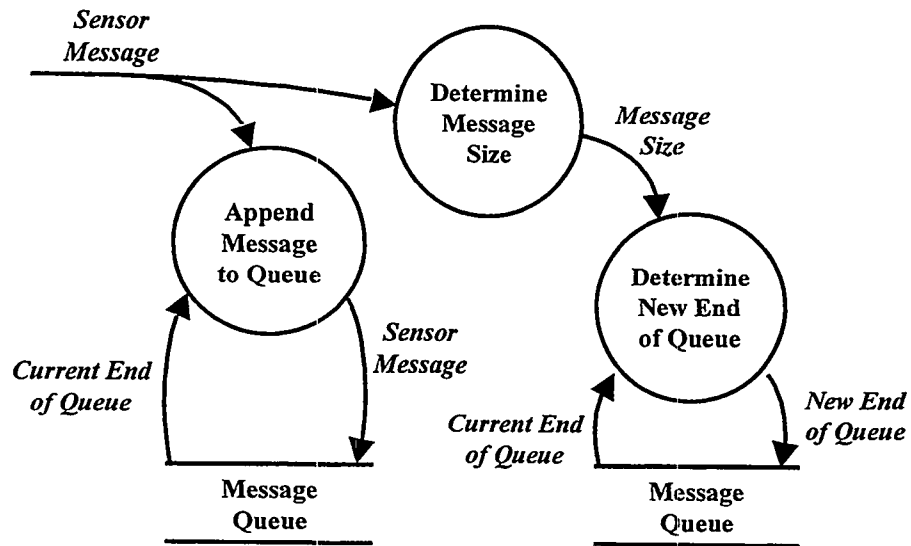 Sensor
Message
Determine
Message
Size
Message
Size
Append
Message
to Queue
Determine
New End
of Queue
Sensor
Message
Current End
of Queue
Current End
of Queue
New End
of Queue
Message
Queue
Message
Queue